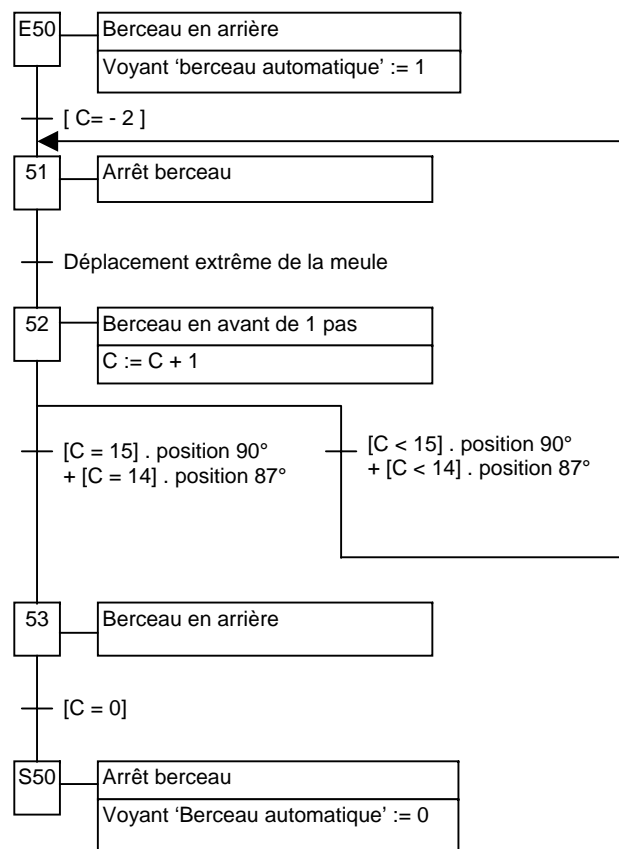 E50
Berceau en arrière
Voyant ‘berceau automatique’ := 1
[ C= - 2 ]
51
Arrêt berceau
Déplacement extrême de la meule
52
Berceau en avant de 1 pas
C := C + 1
[C = 15] . position 90°
+ [C = 14] . position 87°
[C < 15] . position 90°
+ [C < 14] . position 87°
53
Berceau en arrière
[C = 0]
S50
Arrêt berceau
Voyant ‘Berceau automatique’ := 0